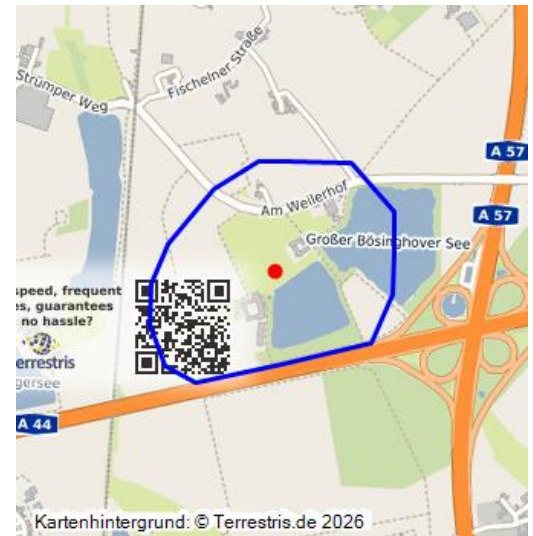 Fischelner Straße
Strümper Weg
A 57
Am Weilerhof
A 57
Großer Bösinghover See
speed, frequent
es, guarantees
no hassle?
terrestris
gersee
A 44
Kartenhintergrund: © Terrestris.de 2026